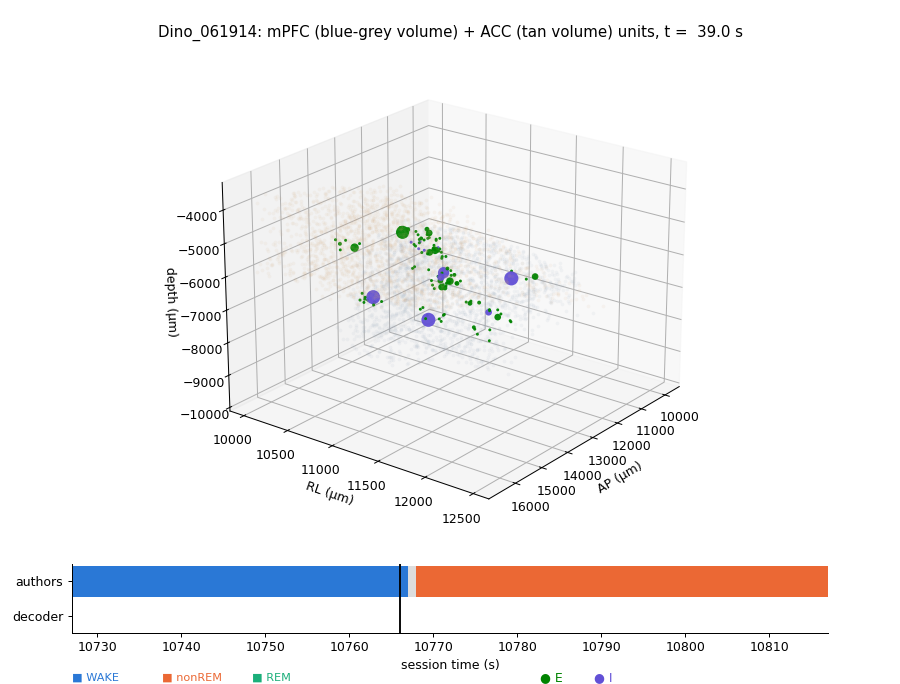 Dino_061914: mPFC (blue-grey volume) + ACC (tan volume) units, t =  39.0 s
−4000
−5000
−6000
−7000
−8000
−9000
−10000
depth (μm)
10000
10500
11000
11500
12000
12500
RL (μm)
10000
11000
12000
13000
14000
15000
16000
AP (μm)
authors
decoder
10730 10740 10750 10760 10770 10780 10790 10800 10810
session time (s)
WAKE nonREM REM E I